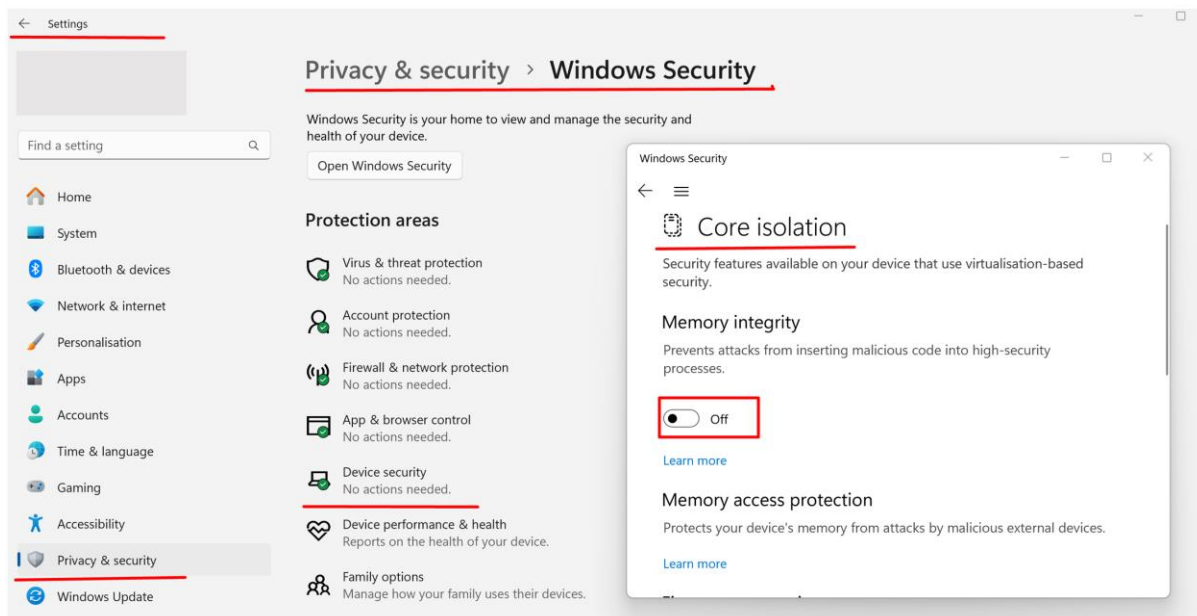 Settings
Find a setting
Home
System
Bluetooth & devices
Network & internet
Personalisation
Apps
Accounts
Time & language
Gaming
Accessibility
Privacy & security
Windows Update
Privacy & security > Windows Security
Windows Security is your home to view and manage the security and
health of your device.
Open Windows Security
Protection areas
Virus & threat protection
No actions needed.
Account protection
No actions needed.
Firewall & network protection
No actions needed.
App & browser control
No actions needed.
Device security
No actions needed.
Device performance & health
Reports on the health of your device.
Family options
Manage how your family uses their devices.
Windows Security
Core isolation
Security features available on your device that use virtualisation-based
security.
Memory integrity
Prevents attacks from inserting malicious code into high-security
processes.
Off
Learn more
Memory access protection
Protects your device's memory from attacks by malicious external devices.
Learn more